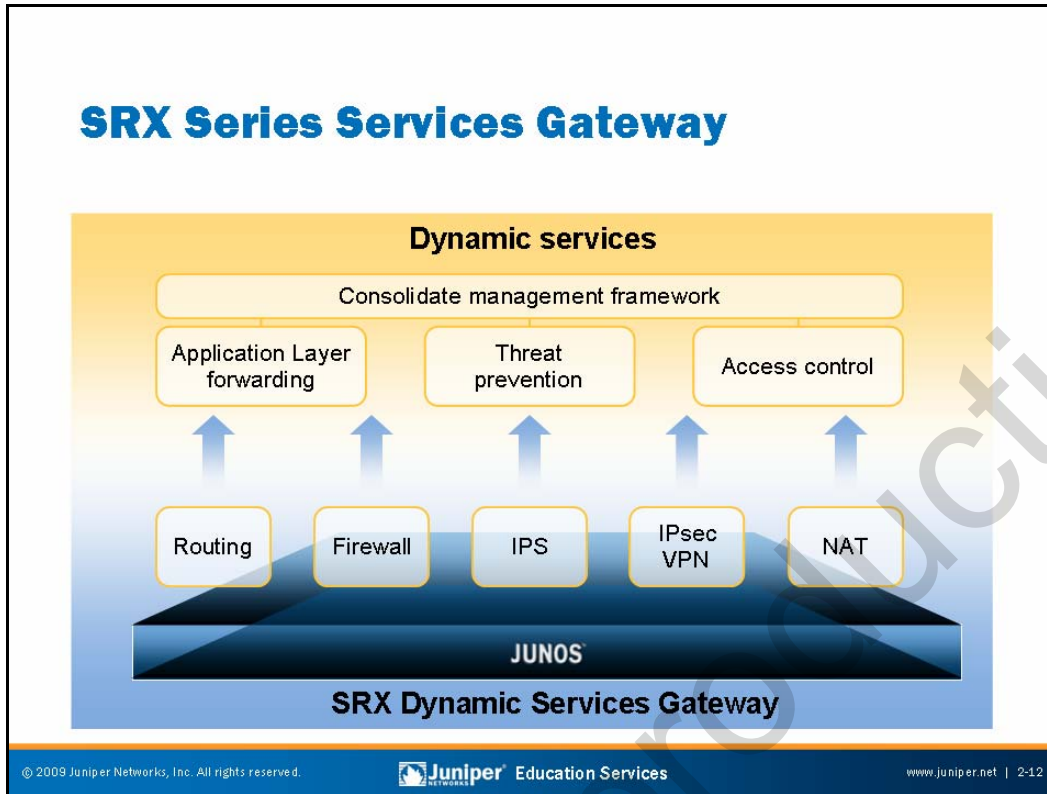 SRX Series Services Gateway
Dynamic services
Consolidate management framework
Application Layer
forwarding
Threat
prevention
Access control
Routing
Firewall
IPS
IPsec
VPN
NAT
JUNOS™
SRX Dynamic Services Gateway
© 2009 Juniper Networks, Inc. All rights reserved.
Juniper®
NETWORKS
Education Services
www.juniper.net | 2-12